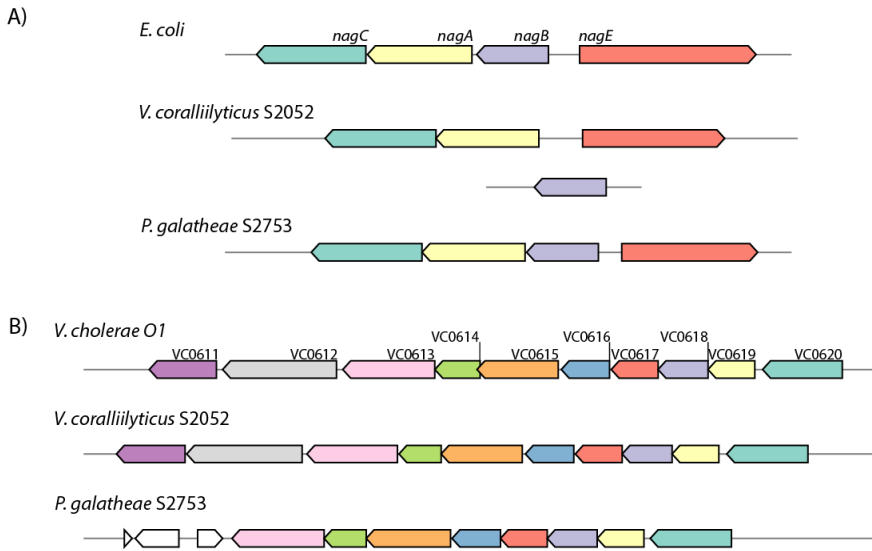 A)
E. coli
nagC nagA nagB nagE
V. coralliilyticus S2052
P. galatheae S2753
B)
V. cholerae O1
VC0611 VC0612 VC0613 VC0614 VC0615 VC0616 VC0617 VC0618 VC0619 VC0620
V. coralliilyticus S2052
P. galatheae S2753